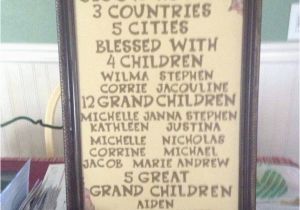 3 COUNTRIES
5 CITIES
BLESSED WITH
4 CHILDREN
WILMA STEPHEN
CORRIE JACQULINE
12 GRAND CHILDREN
MICHELLE JANNA STEPHEN
KATHLEEN JUSTINA
MICHELLE NICHOLAS
CORRINE MICHAEL
JACOB MARIE ANDREW
5 GREAT
GRAND CHILDREN
AIDEN